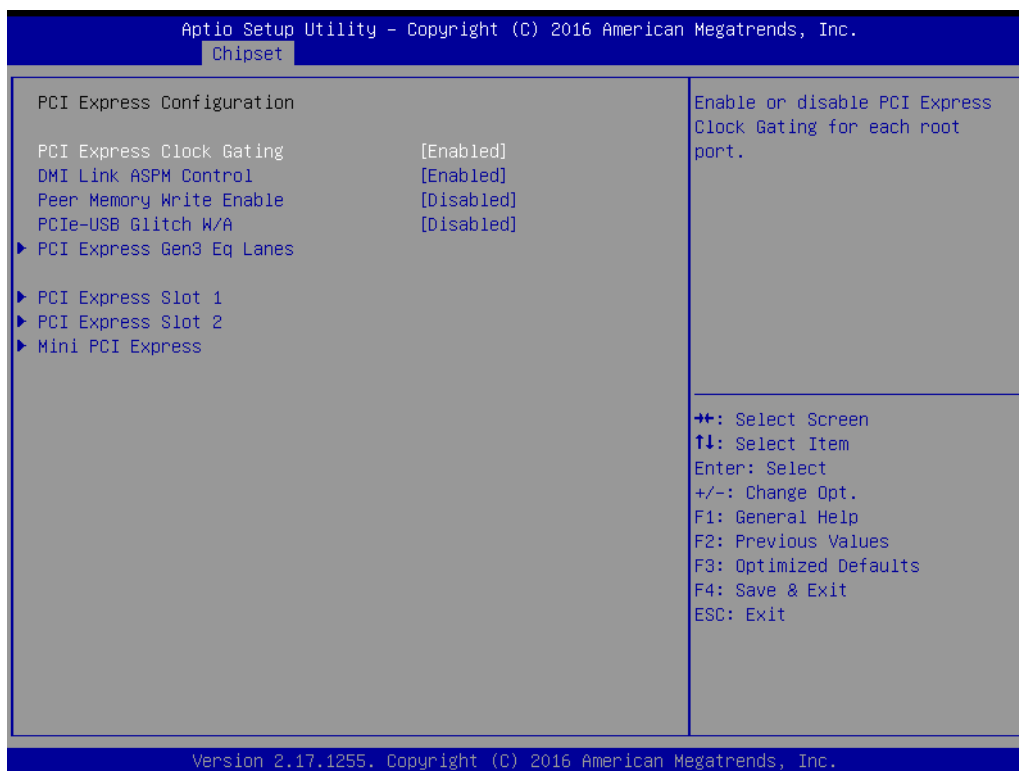 Aptio Setup Utility – Copyright (C) 2016 American Megatrends, Inc.
Chipset
PCI Express Configuration
PCI Express Clock Gating [Enabled]
DMI Link ASPM Control [Enabled]
Peer Memory Write Enable [Disabled]
PCIe-USB Glitch W/A [Disabled]
PCI Express Gen3 Eq Lanes
PCI Express Slot 1
PCI Express Slot 2
Mini PCI Express
Enable or disable PCI Express
Clock Gating for each root
port.
→←: Select Screen
↑↓: Select Item
Enter: Select
+/-: Change Opt.
F1: General Help
F2: Previous Values
F3: Optimized Defaults
F4: Save & Exit
ESC: Exit
Version 2.17.1255. Copyright (C) 2016 American Megatrends, Inc.